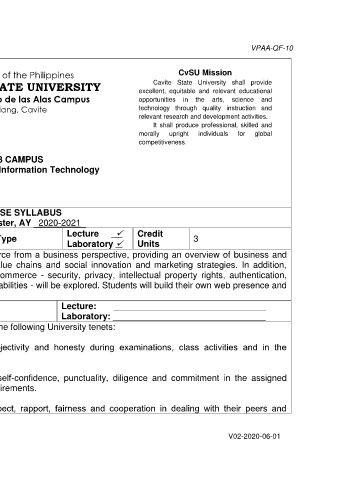 VPAA-QF-10
of the Philippines
ATE UNIVERSITY
o de las Alas Campus
lang, Cavite
CvSU Mission
Cavite State University shall provide
excellent, equitable and relevant educational
opportunities in the arts, science and
technology through quality instruction and
relevant research and development activities.
It shall produce professional, skilled and
morally upright individuals for global
competitiveness.
B CAMPUS
Information Technology
SE SYLLABUS
ster, AY 2020-2021
Type
Lecture ✓
Laboratory ✓
Credit
Units
3
rce from a business perspective, providing an overview of business and
lue chains and social innovation and marketing strategies. In addition,
commerce - security, privacy, intellectual property rights, authentication,
abilities - will be explored. Students will build their own web presence and
Lecture:
Laboratory:
he following University tenets:
jectivity and honesty during examinations, class activities and in the
self-confidence, punctuality, diligence and commitment in the assigned
irements.
pect, rapport, fairness and cooperation in dealing with their peers and
V02-2020-06-01